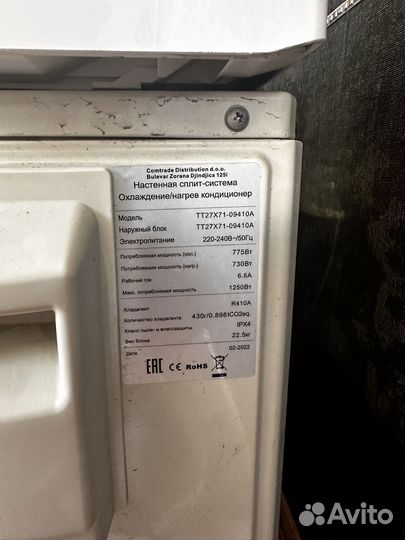 Comtrade Distribution d.o.o.
Bulevar Zorana Djindjica 125i
Настенная сплит-система
Охлаждение/нагрев кондиционер
Модель TT27X71-09410A
Наружный блок TT27X71-09410A
Электропитание 220-240В~/50Гц
Потребляемая мощность (охл.) 775Вт
Потребляемая мощность (нагр.) 730Вт
Рабочий ток 6.8А
Макс. потребляемая мощность 1250Вт
Хладагент R410A
Количество хладагента 430г/0.898tCO2eq.
Класс пыле- и влагозащиты IPX4
Вес блока 22.5кг
Дата 02-2022
EAC CE RoHS
Avito